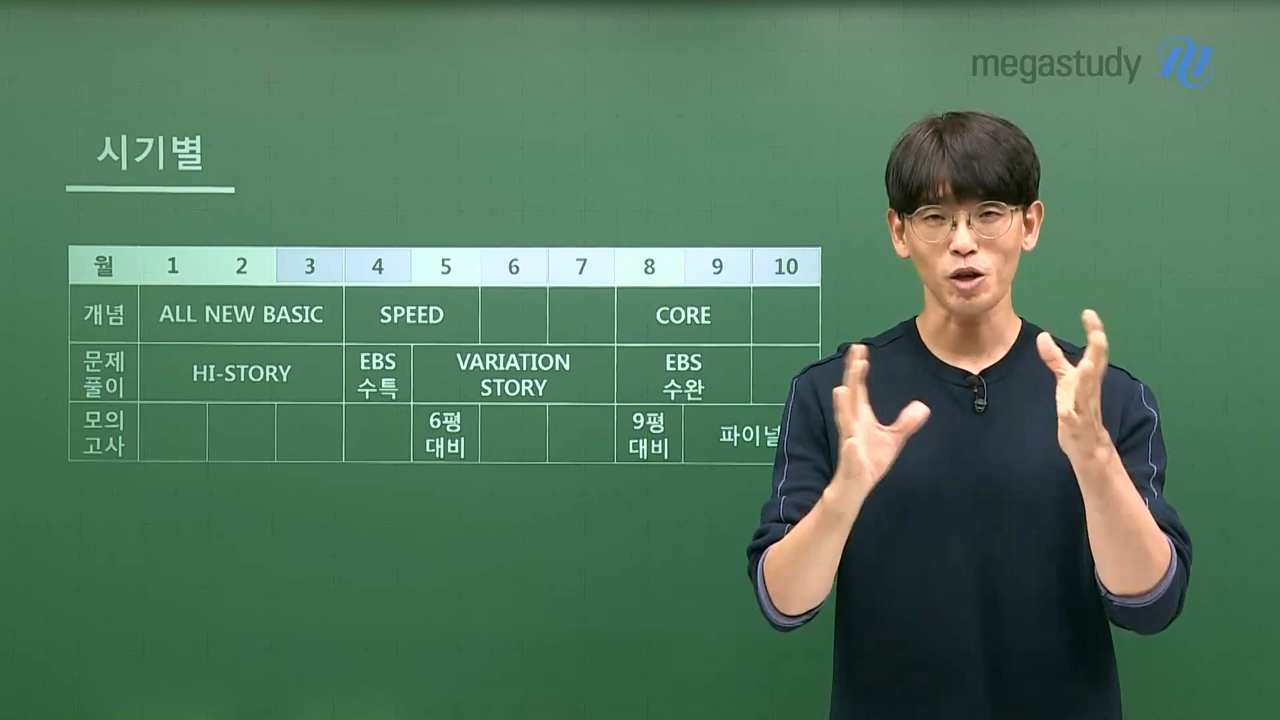 megastudy
시기별
월 1 2 3 4 5 6 7 8 9 10
개념 ALL NEW BASIC SPEED CORE
문제 풀이 HI-STORY EBS 수특 VARIATION STORY EBS 수완
모의 고사 6평 대비 9평 대비 파이널